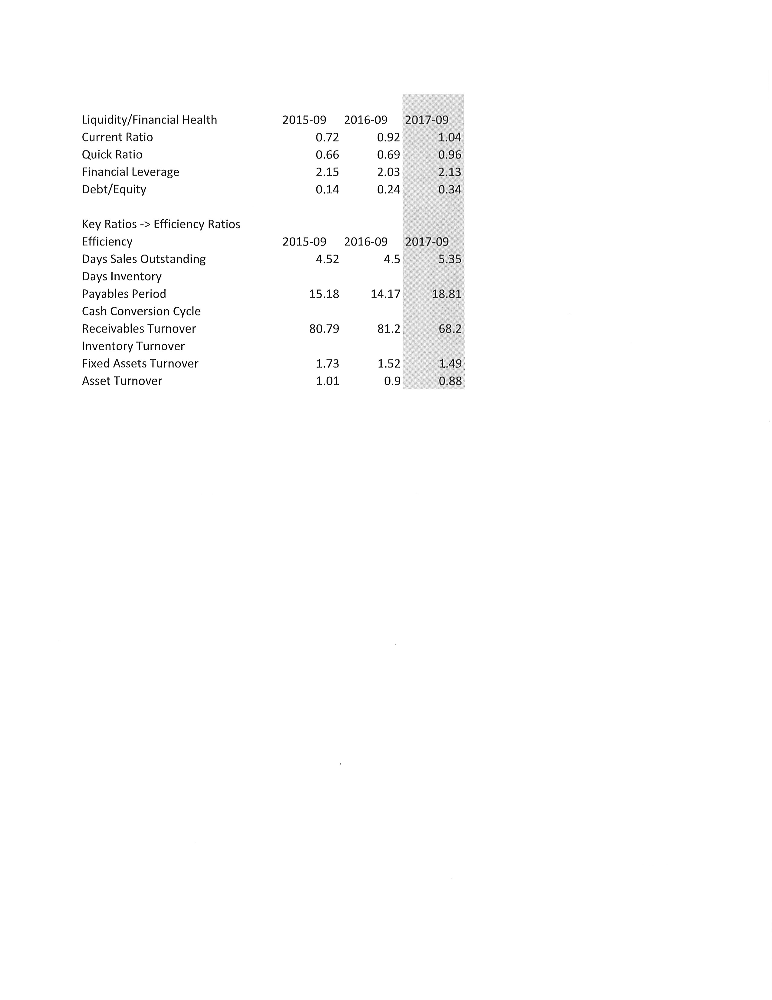 Liquidity/Financial Health 2015-09 2016-09 2017-09
Current Ratio 0.72 0.92 1.04
Quick Ratio 0.66 0.69 0.96
Financial Leverage 2.15 2.03 2.13
Debt/Equity 0.14 0.24 0.34
Key Ratios -> Efficiency Ratios
Efficiency 2015-09 2016-09 2017-09
Days Sales Outstanding 4.52 4.5 5.35
Days Inventory
Payables Period 15.18 14.17 18.81
Cash Conversion Cycle
Receivables Turnover 80.79 81.2 68.2
Inventory Turnover
Fixed Assets Turnover 1.73 1.52 1.49
Asset Turnover 1.01 0.9 0.88